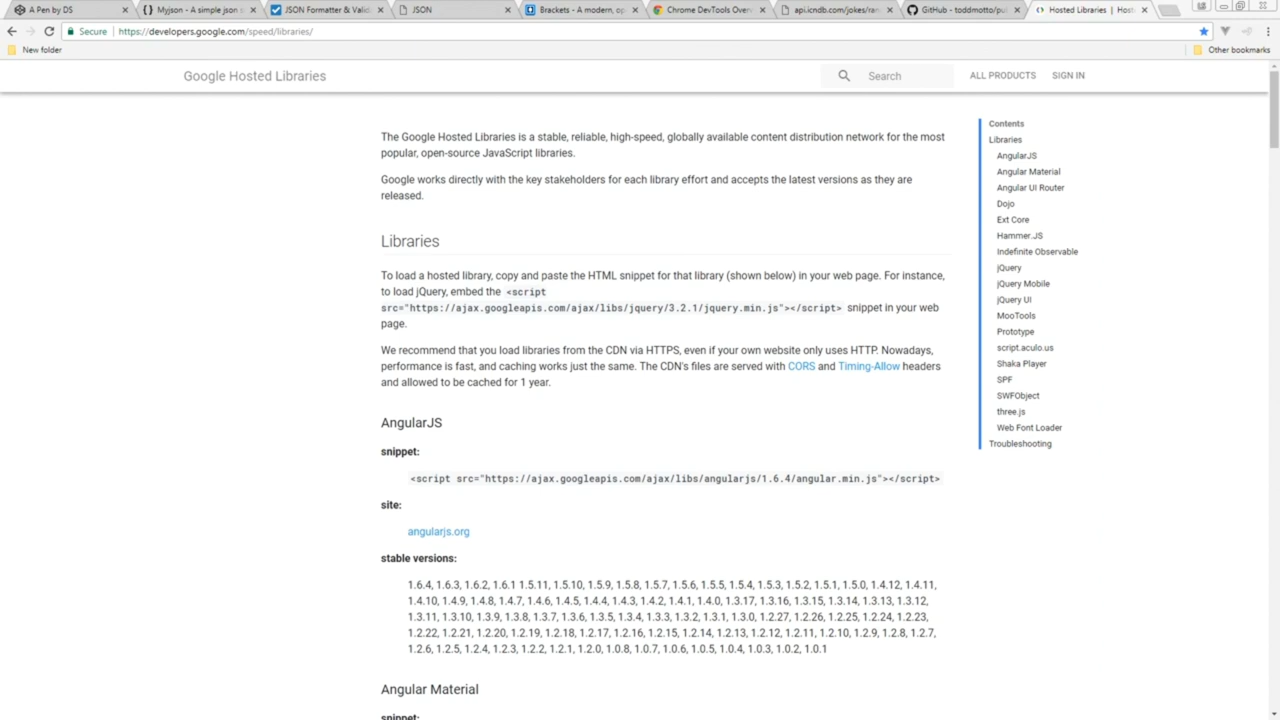 A Pen by DS
Myjson - A simple json s
JSON Formatter & Valid
JSON
Brackets - A modern, op
Chrome DevTools Overv
api.icndb.com/jokes/ran
GitHub - toddmotto/pu
Hosted Libraries | Hos
Secure
https://developers.google.com/speed/libraries/
New folder
Other bookmarks
Google Hosted Libraries
Search
ALL PRODUCTS
SIGN IN
The Google Hosted Libraries is a stable, reliable, high-speed, globally available content distribution network for the most
popular, open-source JavaScript libraries.
Google works directly with the key stakeholders for each library effort and accepts the latest versions as they are
released.
Libraries
To load a hosted library, copy and paste the HTML snippet for that library (shown below) in your web page. For instance,
to load jQuery, embed the <script
src="https://ajax.googleapis.com/ajax/libs/jquery/3.2.1/jquery.min.js"></script> snippet in your web
page.
We recommend that you load libraries from the CDN via HTTPS, even if your own website only uses HTTP. Nowadays,
performance is fast, and caching works just the same. The CDN's files are served with CORS and Timing-Allow headers
and allowed to be cached for 1 year.
AngularJS
snippet:
<script src="https://ajax.googleapis.com/ajax/libs/angularjs/1.6.4/angular.min.js"></script>
site:
angularjs.org
stable versions:
1.6.4, 1.6.3, 1.6.2, 1.6.1 1.5.11, 1.5.10, 1.5.9, 1.5.8, 1.5.7, 1.5.6, 1.5.5, 1.5.4, 1.5.3, 1.5.2, 1.5.1, 1.5.0, 1.4.12, 1.4.11,
1.4.10, 1.4.9, 1.4.8, 1.4.7, 1.4.6, 1.4.5, 1.4.4, 1.4.3, 1.4.2, 1.4.1, 1.4.0, 1.3.17, 1.3.16, 1.3.15, 1.3.14, 1.3.13, 1.3.12,
1.3.11, 1.3.10, 1.3.9, 1.3.8, 1.3.7, 1.3.6, 1.3.5, 1.3.4, 1.3.3, 1.3.2, 1.3.1, 1.3.0, 1.2.27, 1.2.26, 1.2.25, 1.2.24, 1.2.23,
1.2.22, 1.2.21, 1.2.20, 1.2.19, 1.2.18, 1.2.17, 1.2.16, 1.2.15, 1.2.14, 1.2.13, 1.2.12, 1.2.11, 1.2.10, 1.2.9, 1.2.8, 1.2.7,
1.2.6, 1.2.5, 1.2.4, 1.2.3, 1.2.2, 1.2.1, 1.2.0, 1.0.8, 1.0.7, 1.0.6, 1.0.5, 1.0.4, 1.0.3, 1.0.2, 1.0.1
Angular Material
snippet:
Contents
Libraries
AngularJS
Angular Material
Angular UI Router
Dojo
Ext Core
Hammer.JS
Indefinite Observable
jQuery
jQuery Mobile
jQuery UI
MooTools
Prototype
script.aculo.us
Shaka Player
SPF
SWFObject
three.js
Web Font Loader
Troubleshooting